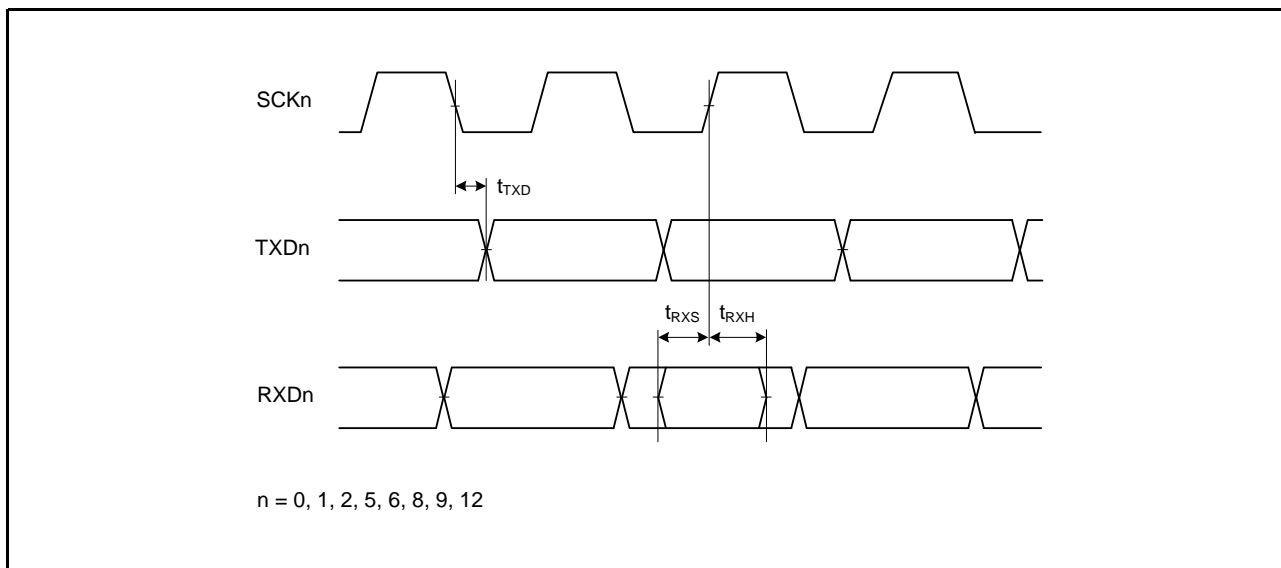 SCKn
tTXD
TXDn
tRXS tRXH
RXDn
n = 0, 1, 2, 5, 6, 8, 9, 12